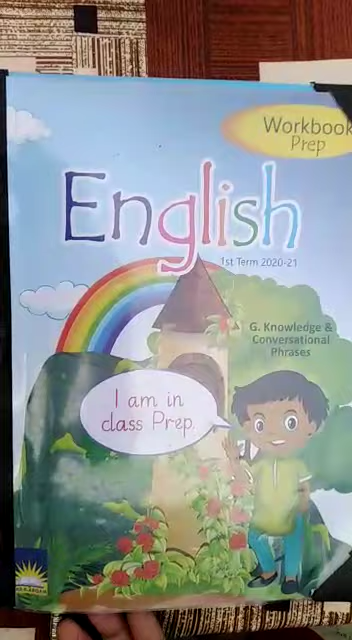 Workbook
Prep
English
1st Term 2020-21
G. Knowledge &
Conversational
Phrases
I am in
class Prep.